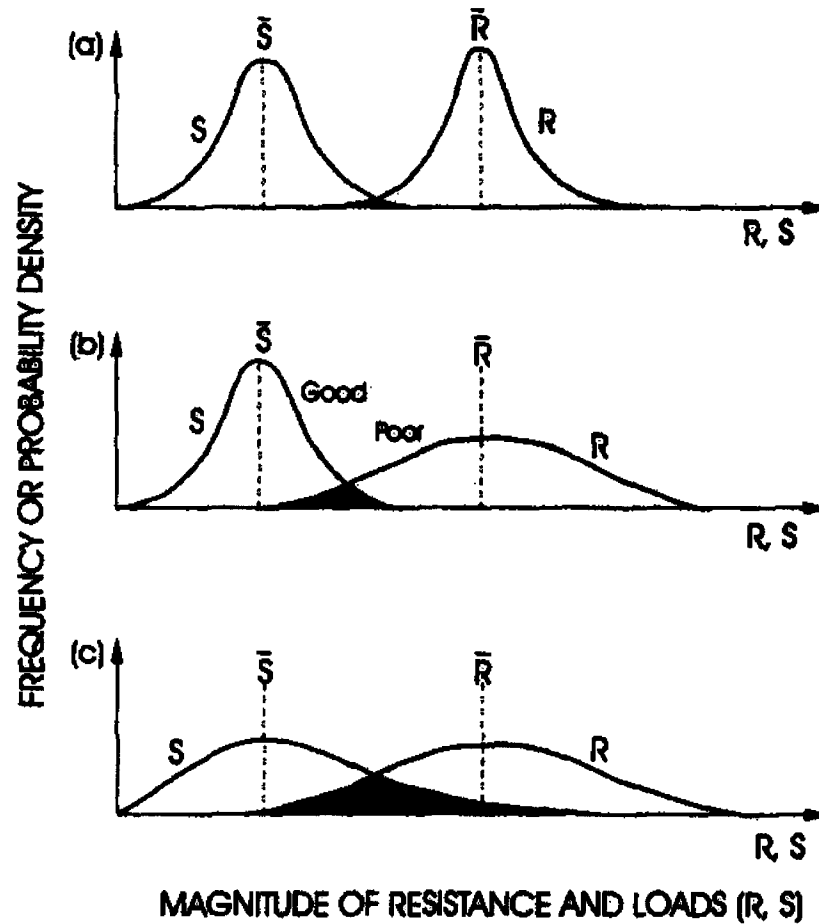 FREQUENCY OR PROBABILITY DENSITY
(a)
S̄ R̄
S R
R, S
(b)
S̄ R̄
S Good Poor R
R, S
(c)
S̄ R̄
S R
R, S
MAGNITUDE OF RESISTANCE AND LOADS (R, S)